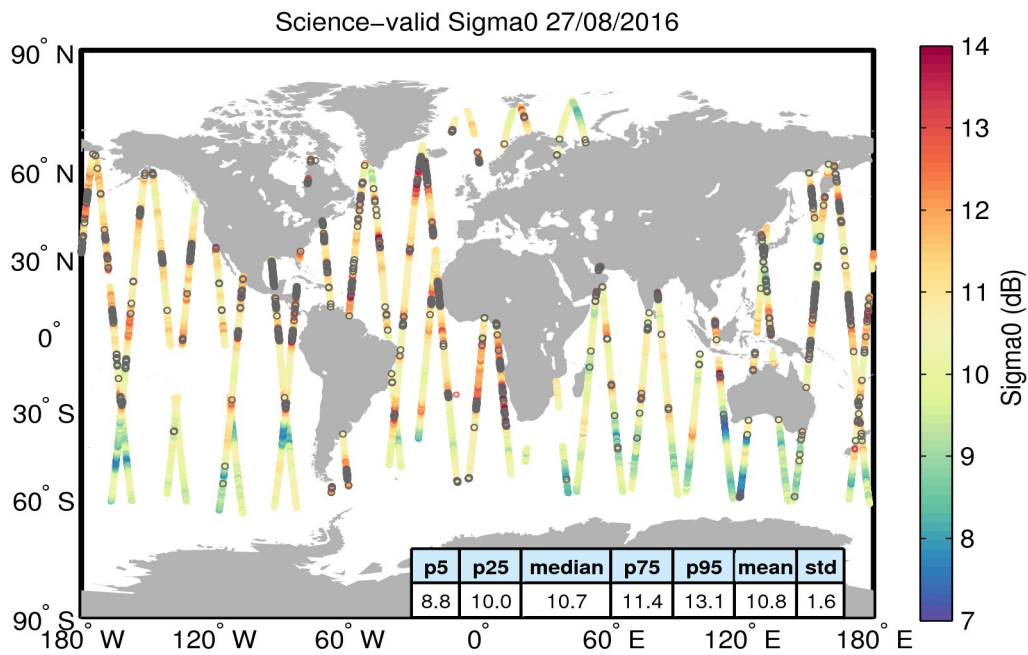 Science−valid Sigma0 27/08/2016
90° N
60° N
30° N
0°
30° S
60° S
90° S
180° W
120° W
60° W
0°
60° E
120° E
180° E
p5 p25 median p75 p95 mean std
8.8 10.0 10.7 11.4 13.1 10.8 1.6
14
13
12
11
10
9
8
7
Sigma0 (dB)